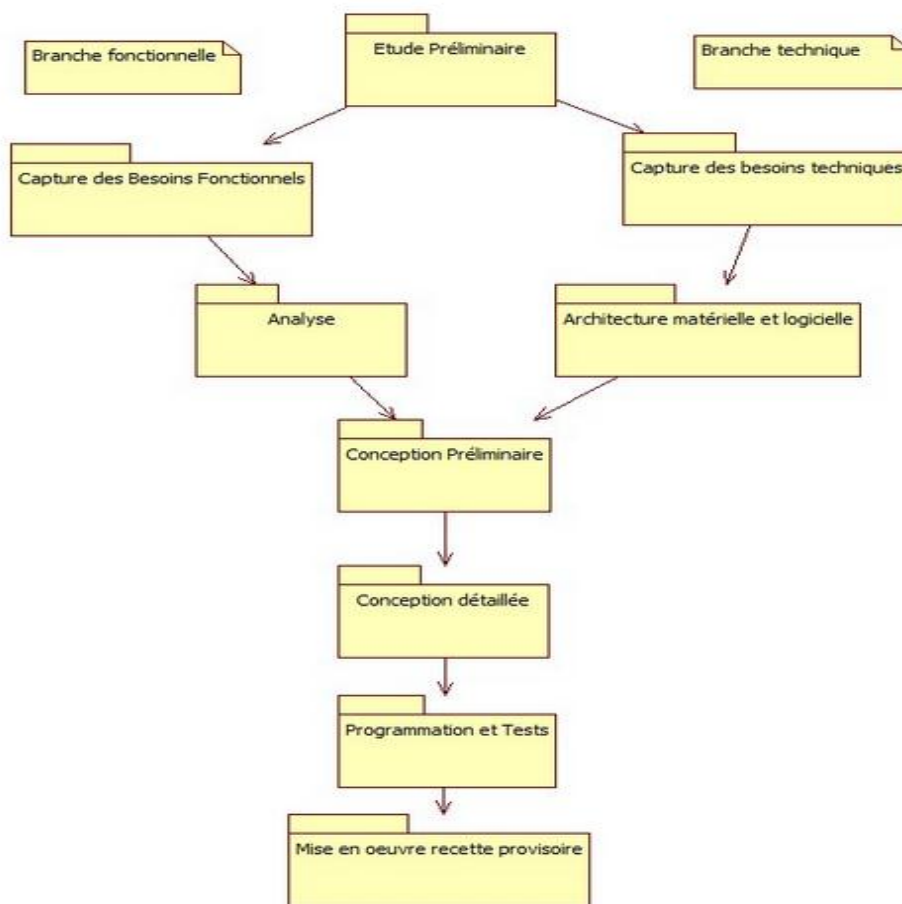 Branche fonctionnelle
Etude Préliminaire
Branche technique
Capture des Besoins Fonctionnels
Capture des besoins techniques
Analyse
Architecture matérielle et logicielle
Conception Préliminaire
Conception détaillée
Programmation et Tests
Mise en oeuvre recette provisoire